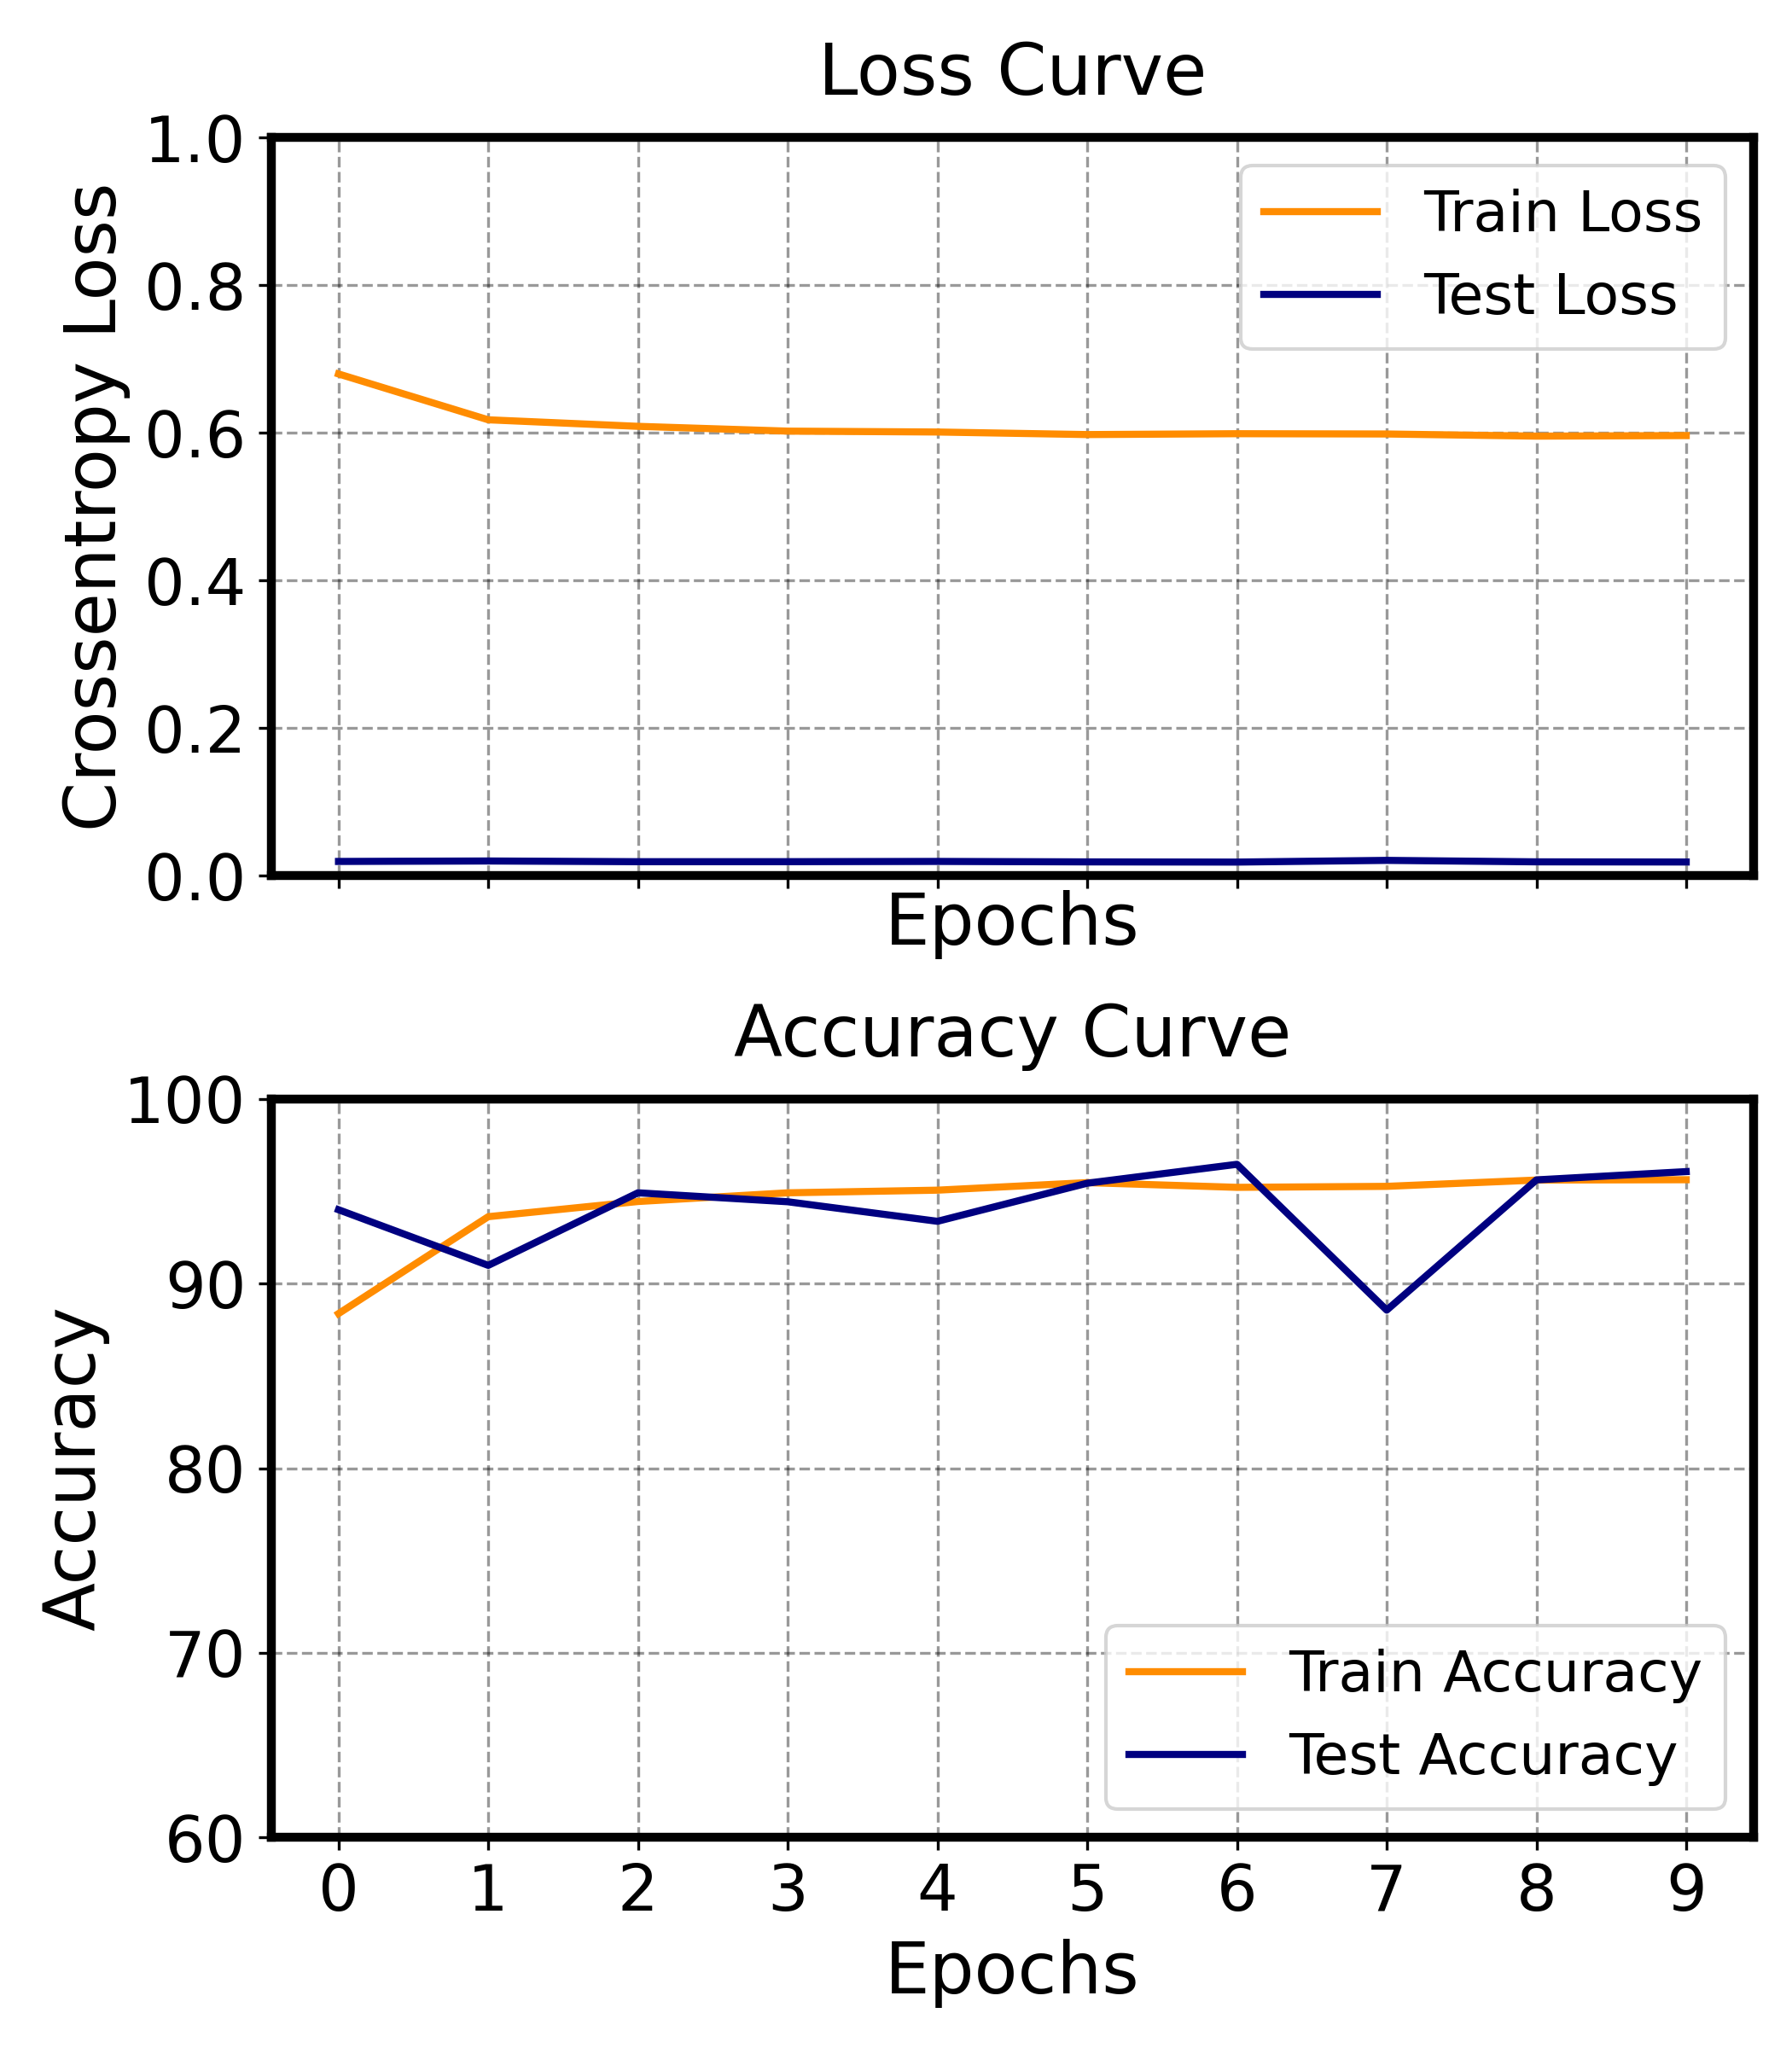 Loss Curve
1.0
0.8
0.6
0.4
0.2
0.0
Crossentropy Loss
Train Loss
Test Loss
Epochs
Accuracy Curve
100
90
80
70
60
Accuracy
Train Accuracy
Test Accuracy
0 1 2 3 4 5 6 7 8 9
Epochs